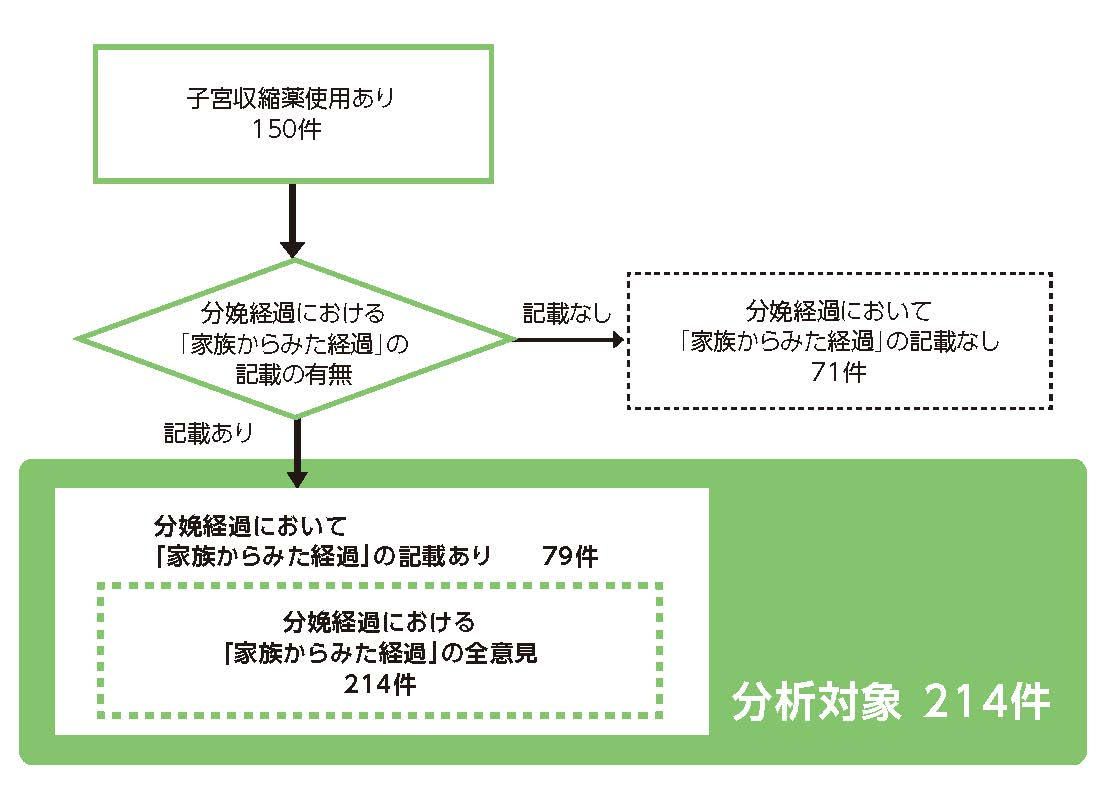 子宮収縮薬使用あり
150件
分娩経過における
「家族からみた経過」の
記載の有無
記載なし
分娩経過において
「家族からみた経過」の記載なし
71件
記載あり
分娩経過において
「家族からみた経過」の記載あり 79件
分娩経過における
「家族からみた経過」の全意見
214件
分析対象 214件